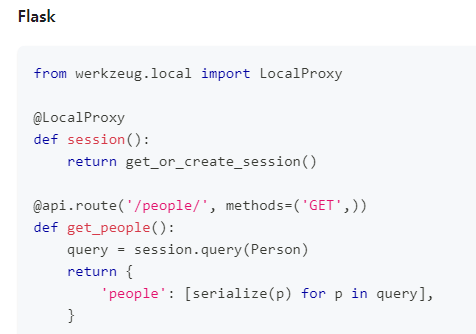 Flask
from werkzeug.local import LocalProxy
@LocalProxy
def session():
    return get_or_create_session()
@api.route('/people/', methods=('GET',))
def get_people():
    query = session.query(Person)
    return {
        'people': [serialize(p) for p in query],
    }